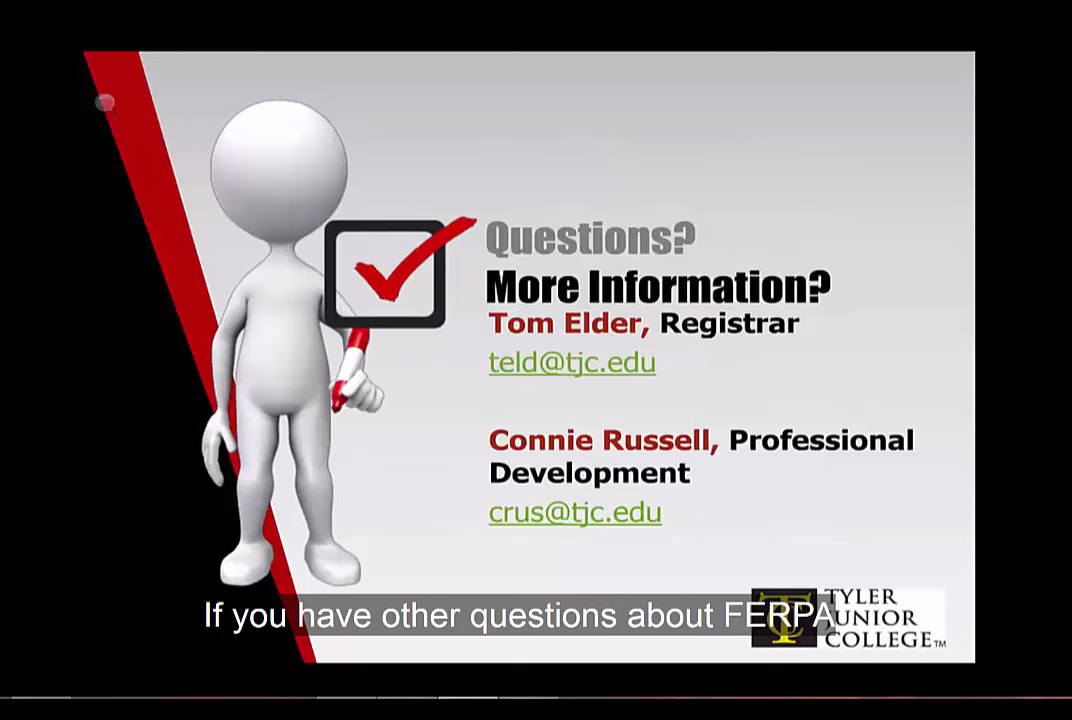 Questions?
More Information?
Tom Elder, Registrar
teld@tjc.edu
Connie Russell, Professional
Development
crus@tjc.edu
If you have other questions about FERPA
TYLER
JUNIOR
COLLEGE™